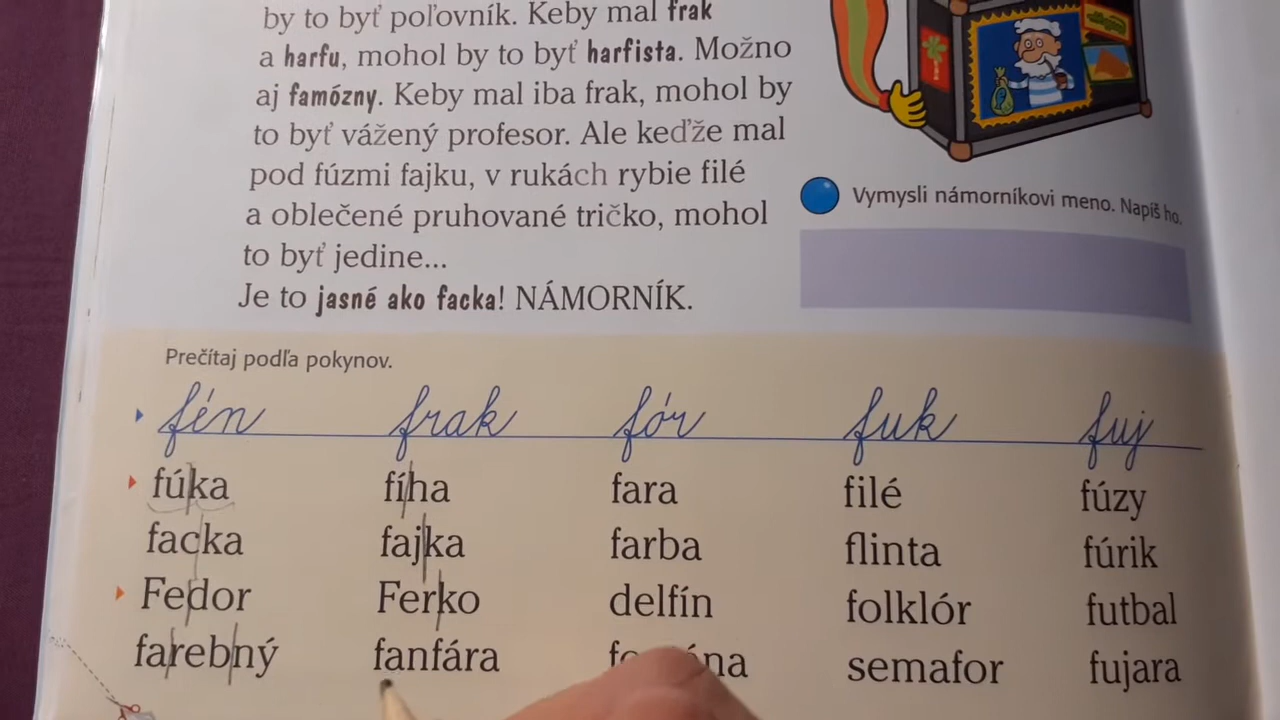 by to byť poľovník. Keby mal frak
a harfu, mohol by to byť harfista. Možno
aj famózny. Keby mal iba frak, mohol by
to byť vážený profesor. Ale keďže mal
pod fúzmi fajku, v rukách rybie filé
a oblečené pruhované tričko, mohol
to byť jedine...
Je to jasné ako facka! NÁMORNÍK.
Vymysli námorníkovi meno. Napíš ho.
Prečítaj podľa pokynov.
fén frak fór fuk fuj
fúka fíha fara filé fúzy
facka fajka farba flinta fúrik
Fedor Ferko delfín folklór futbal
farebný fanfára semafor fujara